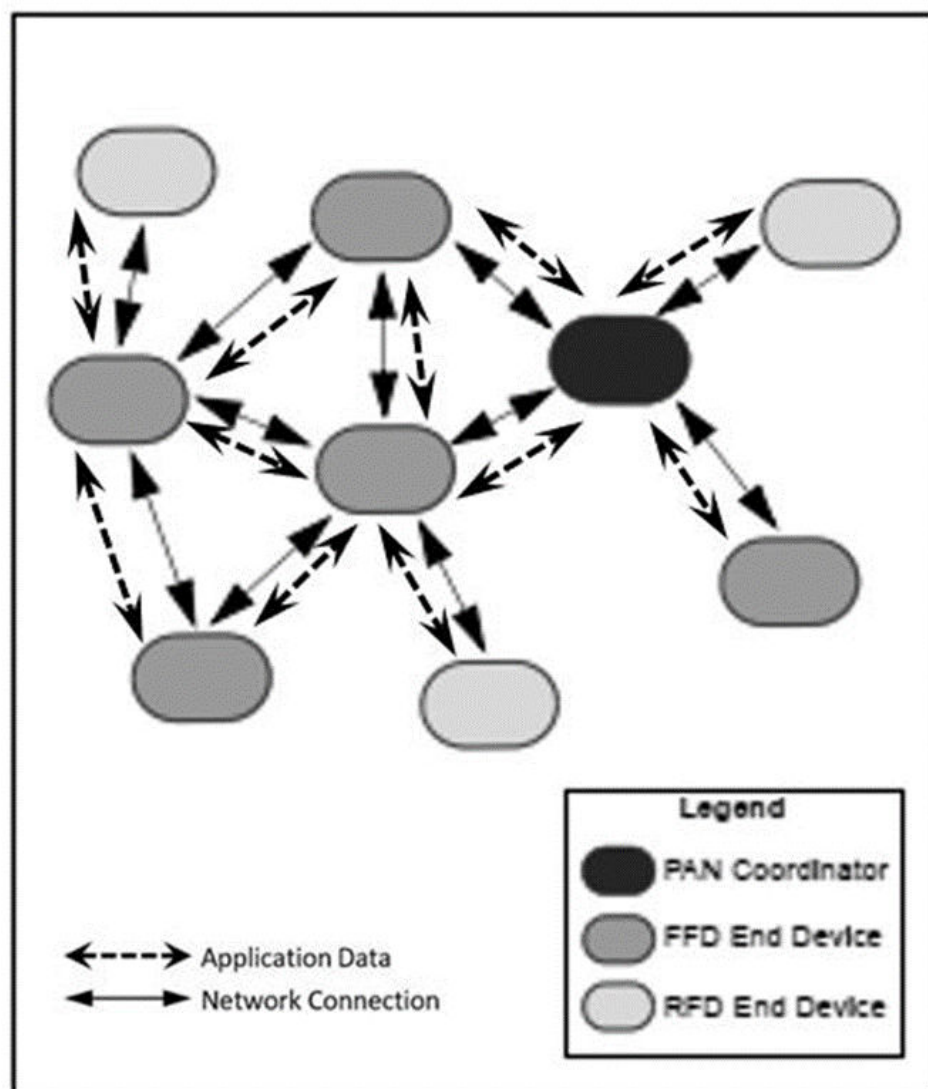 Legend
PAN Coordinator
FFD End Device
RFD End Device
Application Data
Network Connection